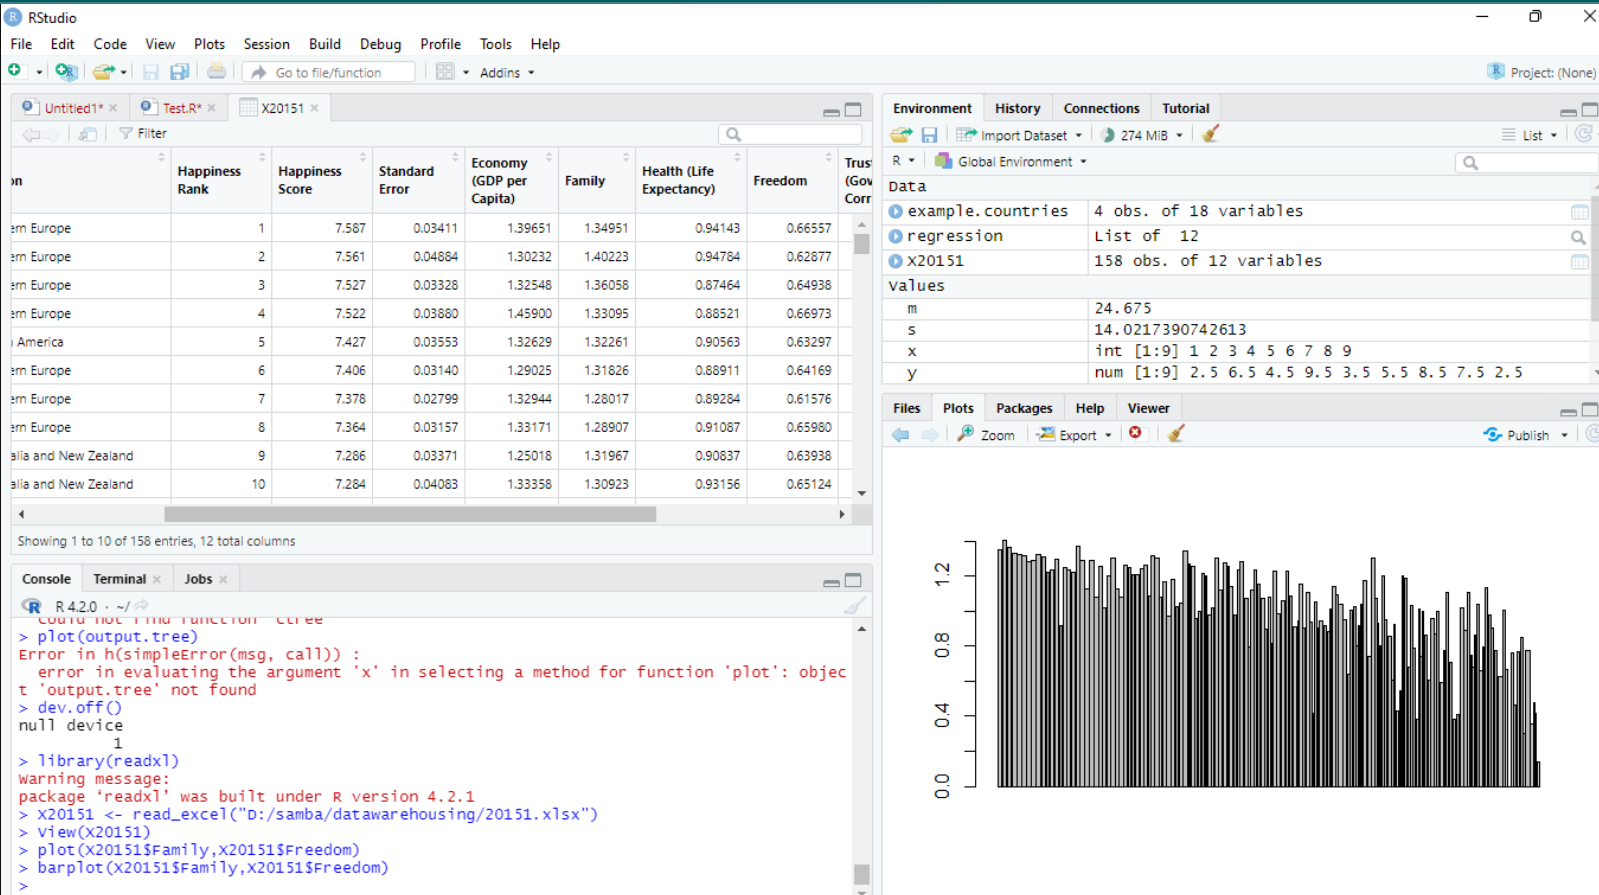 RStudio
File Edit Code View Plots Session Build Debug Profile Tools Help
Go to file/function Addins
Project: (None)
Untitled1* Test.R* X20151
Filter
on Happiness Rank Happiness Score Standard Error Economy (GDP per Capita) Family Health (Life Expectancy) Freedom Trus (Gov Corr
ern Europe 1 7.587 0.03411 1.39651 1.34951 0.94143 0.66557
ern Europe 2 7.561 0.04884 1.30232 1.40223 0.94784 0.62877
ern Europe 3 7.527 0.03328 1.32548 1.36058 0.87464 0.64938
ern Europe 4 7.522 0.03880 1.45900 1.33095 0.88521 0.66973
America 5 7.427 0.03553 1.32629 1.32261 0.90563 0.63297
ern Europe 6 7.406 0.03140 1.29025 1.31826 0.88911 0.64169
ern Europe 7 7.378 0.02799 1.32944 1.28017 0.89284 0.61576
ern Europe 8 7.364 0.03157 1.33171 1.28907 0.91087 0.65980
alia and New Zealand 9 7.286 0.03371 1.25018 1.31967 0.90837 0.63938
alia and New Zealand 10 7.284 0.04083 1.33358 1.30923 0.93156 0.65124
Showing 1 to 10 of 158 entries, 12 total columns
Console Terminal Jobs
R 4.2.0 · ~/
could not find function "ctree"
> plot(output.tree)
Error in h(simpleError(msg, call)) :
error in evaluating the argument 'x' in selecting a method for function 'plot': objec
t 'output.tree' not found
> dev.off()
null device
1
> library(readxl)
Warning message:
package ‘readxl’ was built under R version 4.2.1
> X20151 <- read_excel("D:/samba/datawarehousing/20151.xlsx")
> View(X20151)
> plot(X20151$Family,X20151$Freedom)
> barplot(X20151$Family,X20151$Freedom)
>
Environment History Connections Tutorial
Import Dataset 274 MiB List
R Global Environment
Data
example.countries 4 obs. of 18 variables
regression List of 12
X20151 158 obs. of 12 variables
Values
m 24.675
s 14.0217390742613
x int [1:9] 1 2 3 4 5 6 7 8 9
y num [1:9] 2.5 6.5 4.5 9.5 3.5 5.5 8.5 7.5 2.5
Files Plots Packages Help Viewer
Zoom Export Publish
1.2
0.8
0.4
0.0